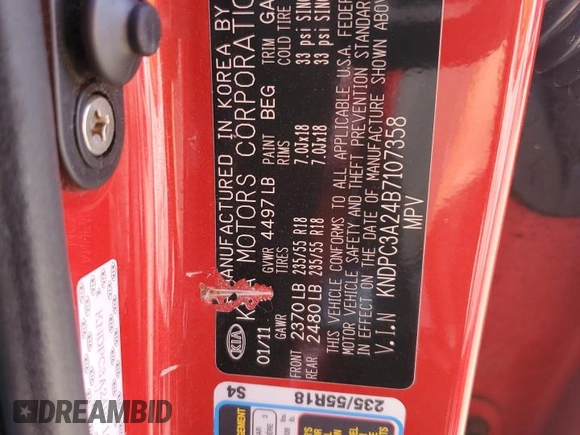 KIA
MANUFACTURED IN KOREA BY
MOTORS CORPORATION
01/11 GVWR 4497 LB PAINT BEG TRIM GA
GAWR TIRES RIMS COLD TIRE
FRONT 2370 LB 235/55 R18 7.0Jx18 33 psi SING
REAR 2480 LB 235/55 R18 7.0Jx18 33 psi SING
THIS VEHICLE CONFORMS TO ALL APPLICABLE U.S.A. FEDER
MOTOR VEHICLE SAFETY AND THEFT PREVENTION STANDARD
IN EFFECT ON THE DATE OF MANUFACTURE SHOWN ABOV
V.I.N KNDPC3A24B7107358
MPV
S4
235/55R18
DREAMBID